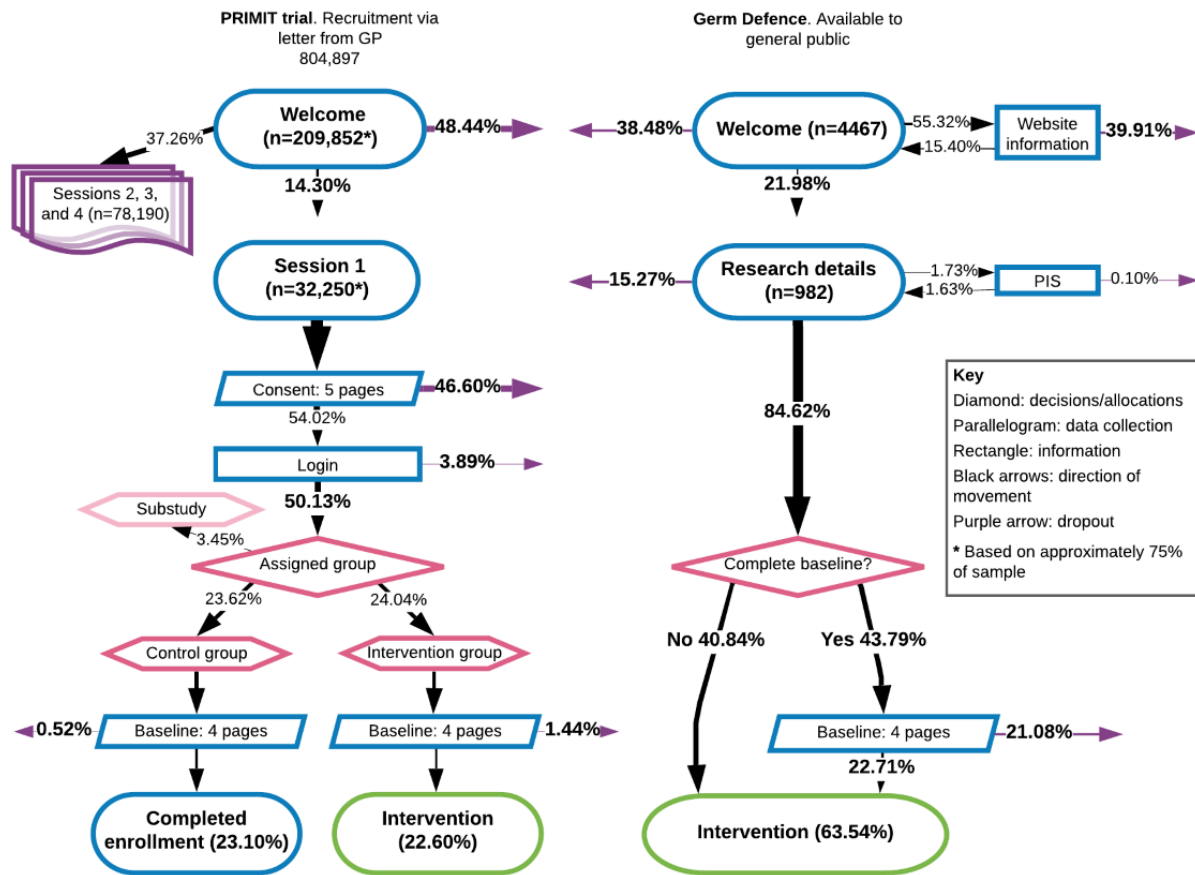 PRIMIT trial. Recruitment via
letter from GP
804,897
Germ Defence. Available to
general public
Welcome
(n=209,852*)
37.26%
48.44%
Sessions 2, 3,
and 4 (n=78,190)
14.30%
Session 1
(n=32,250*)
Consent: 5 pages
46.60%
54.02%
Login
3.89%
50.13%
Substudy
3.45%
Assigned group
23.62%
24.04%
Control group
Intervention group
0.52%
Baseline: 4 pages
Baseline: 4 pages
1.44%
Completed
enrollment (23.10%)
Intervention
(22.60%)
38.48%
Welcome (n=4467)
55.32%
15.40%
Website
information
39.91%
21.98%
15.27%
Research details
(n=982)
1.73%
1.63%
PIS
0.10%
84.62%
Complete baseline?
No 40.84%
Yes 43.79%
Baseline: 4 pages
21.08%
22.71%
Intervention (63.54%)
Key
Diamond: decisions/allocations
Parallelogram: data collection
Rectangle: information
Black arrows: direction of
movement
Purple arrow: dropout
* Based on approximately 75%
of sample